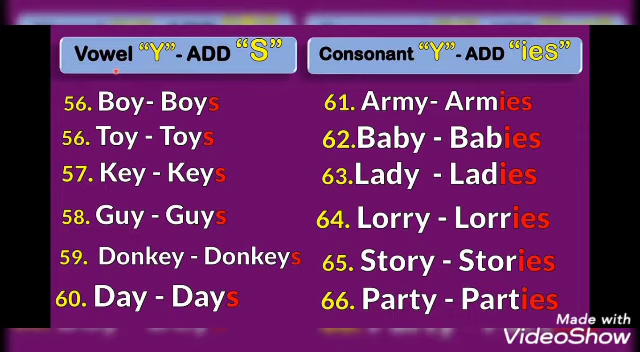 Vowel "Y"- ADD "S"
56. Boy- Boys
56. Toy - Toys
57. Key - Keys
58. Guy - Guys
59. Donkey - Donkeys
60. Day - Days
Consonant "Y"- ADD "ies"
61. Army- Armies
62.Baby - Babies
63.Lady - Ladies
64. Lorry - Lorries
65. Story - Stories
66. Party - Parties
Made with
VideoShow